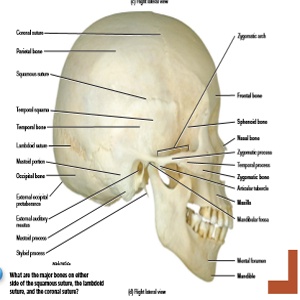 (c) Right lateral view
Coronal suture
Parietal bone
Squamous suture
Temporal squama
Temporal bone
Lambdoid suture
Mastoid portion
Occipital bone
External occipital
protuberance
External auditory
meatus
Mastoid process
Styloid process
Zygomatic arch
Frontal bone
Sphenoid bone
Nasal bone
Zygomatic process
Temporal process
Zygomatic bone
Articular tubercle
Maxilla
Mandibular fossa
Mental foramen
Mandible
What are the major bones on either
side of the squamous suture, the lambdoid
suture, and the coronal suture?
(d) Right lateral view